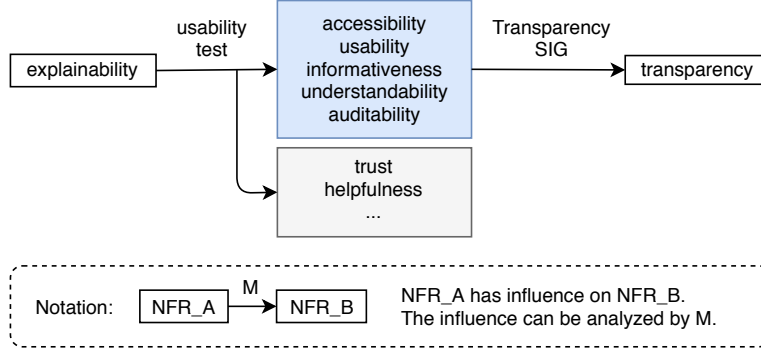 explainability
usability
test
accessibility
usability
informativeness
understandability
auditability
Transparency
SIG
transparency
trust
helpfulness
...
Notation:
NFR_A
M
NFR_B
NFR_A has influence on NFR_B.
The influence can be analyzed by M.